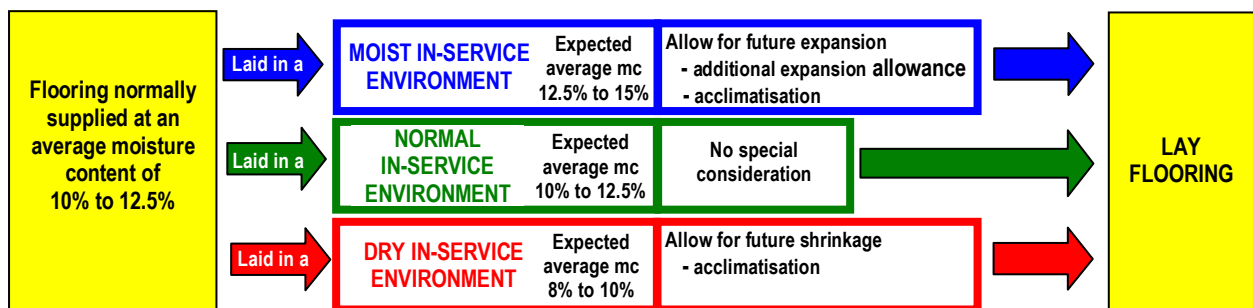 Flooring normally
supplied at an
average moisture
content of
10% to 12.5%
Laid in a
MOIST IN-SERVICE
ENVIRONMENT
Expected
average mc
12.5% to 15%
Allow for future expansion
- additional expansion allowance
- acclimatisation
Laid in a
NORMAL
IN-SERVICE
ENVIRONMENT
Expected
average mc
10% to 12.5%
No special
consideration
Laid in a
DRY IN-SERVICE
ENVIRONMENT
Expected
average mc
8% to 10%
Allow for future shrinkage
- acclimatisation
LAY
FLOORING